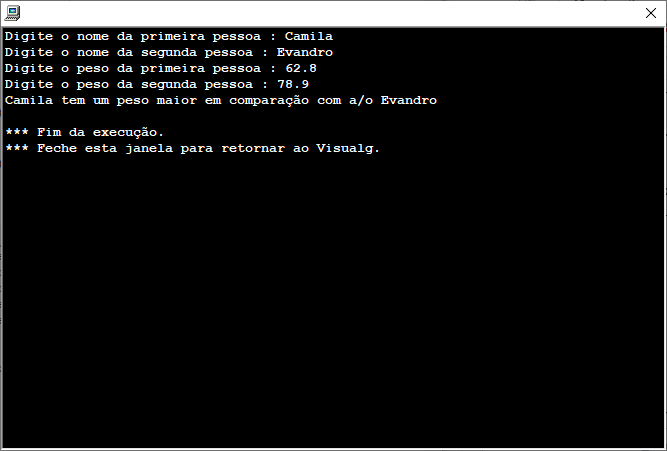 Digite o nome da primeira pessoa : Camila
Digite o nome da segunda pessoa : Evandro
Digite o peso da primeira pessoa : 62.8
Digite o peso da segunda pessoa : 78.9
Camila tem um peso maior em comparação com a/o Evandro
*** Fim da execução.
*** Feche esta janela para retornar ao Visualg.